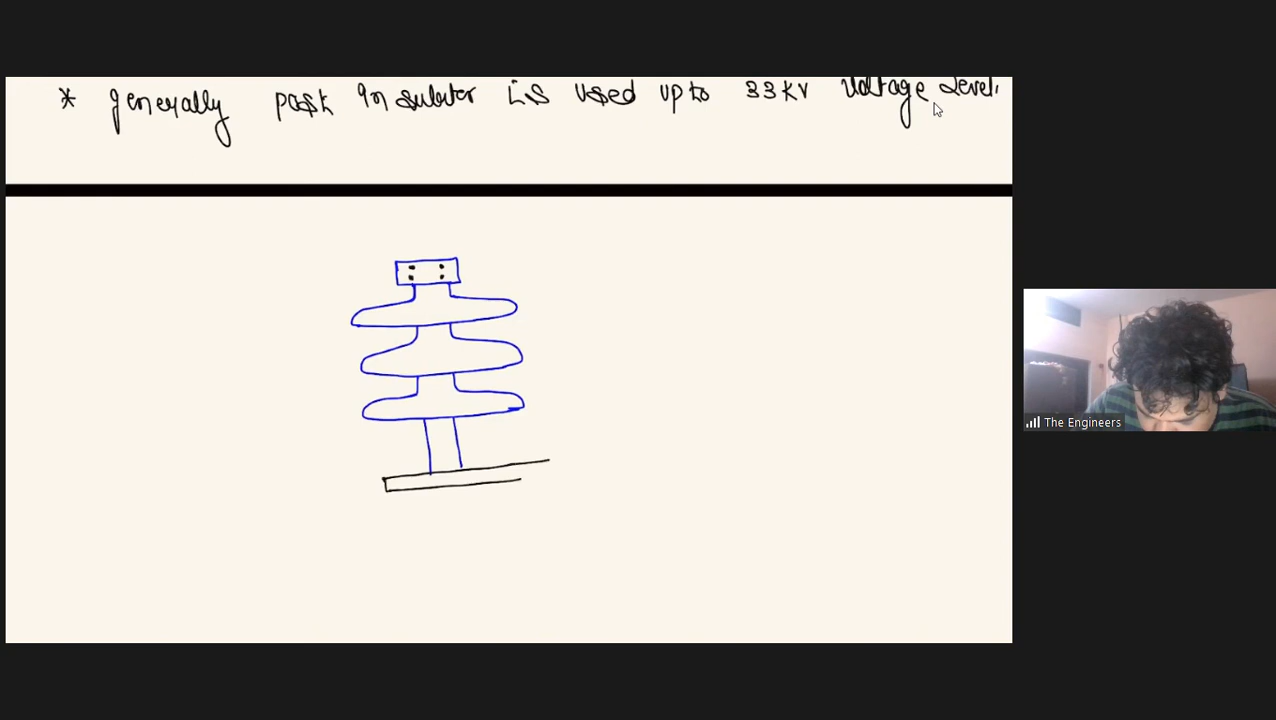 * generally post Insulator is used upto 33KV Voltage Level.
The Engineers